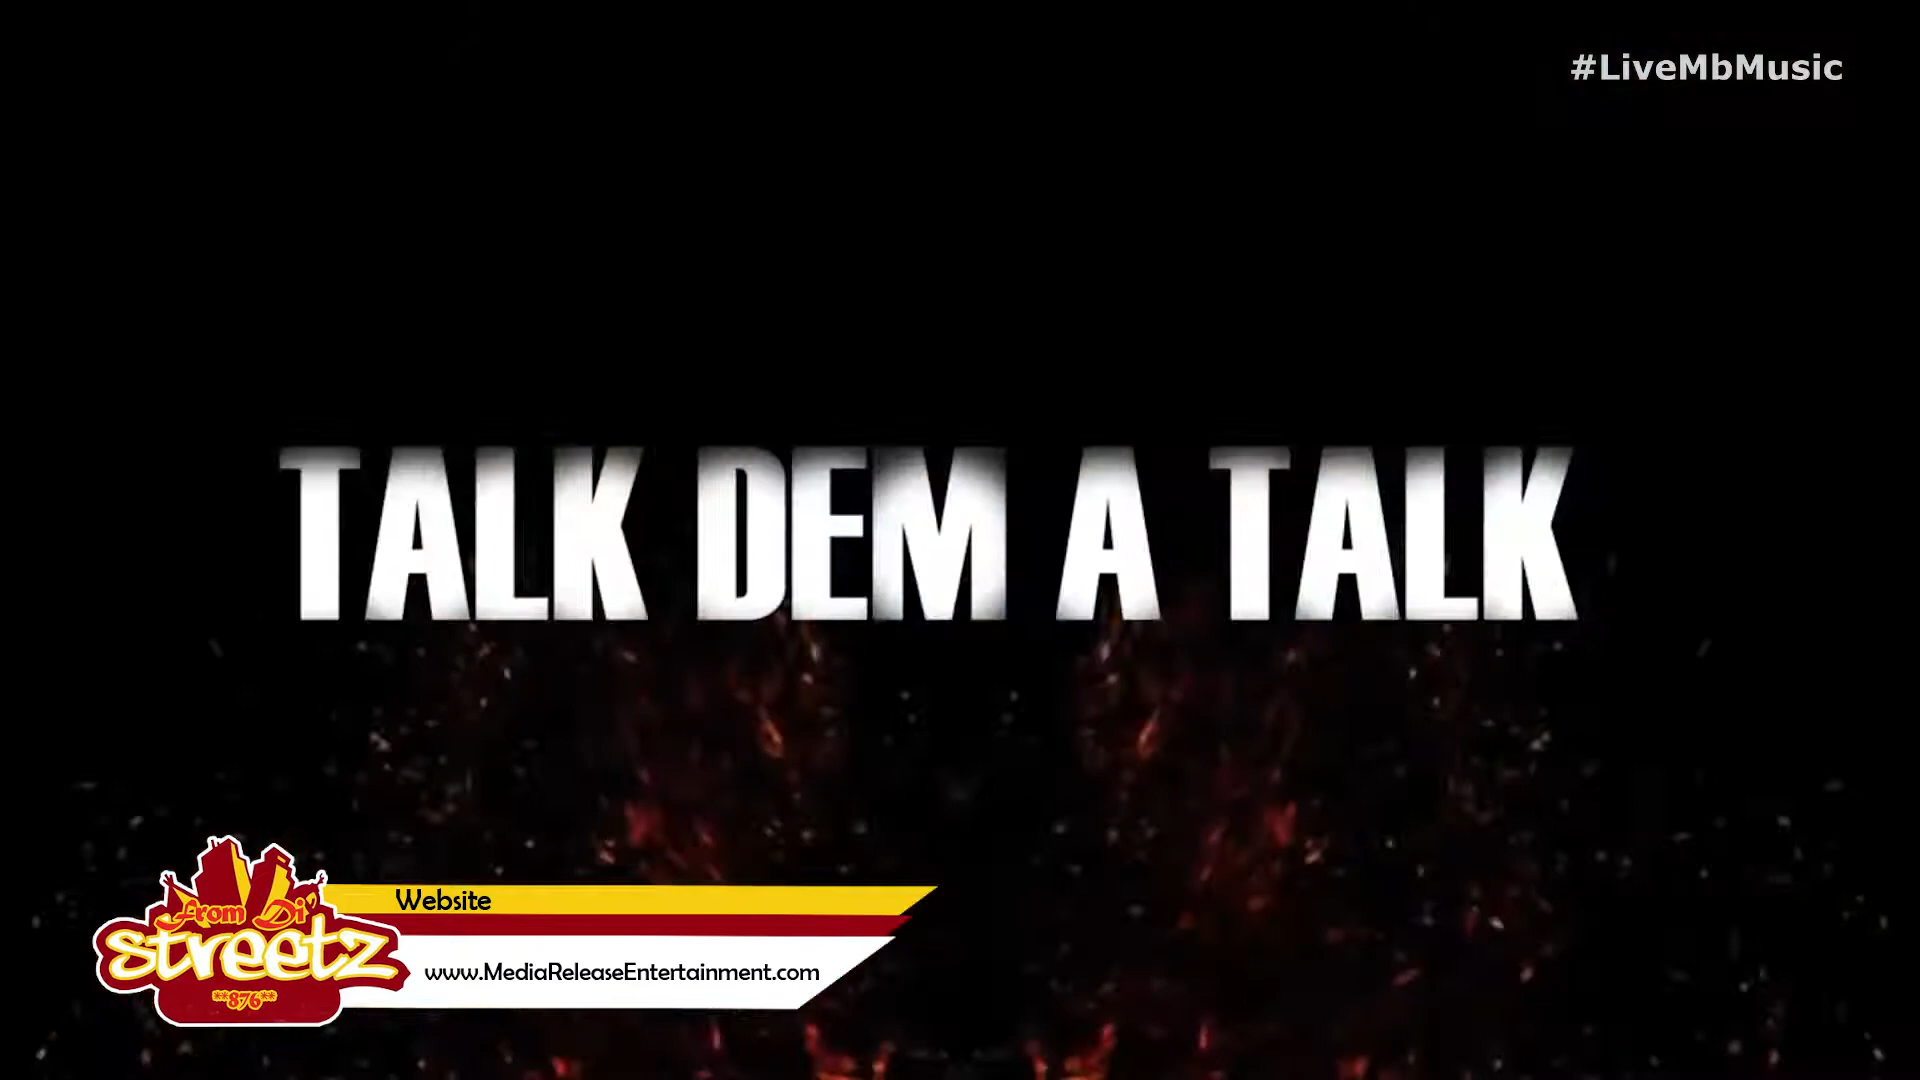 #LiveMbMusic
TALK DEM A TALK
Website
From Di'
streetz
**876**
www.MediaReleaseEntertainment.com